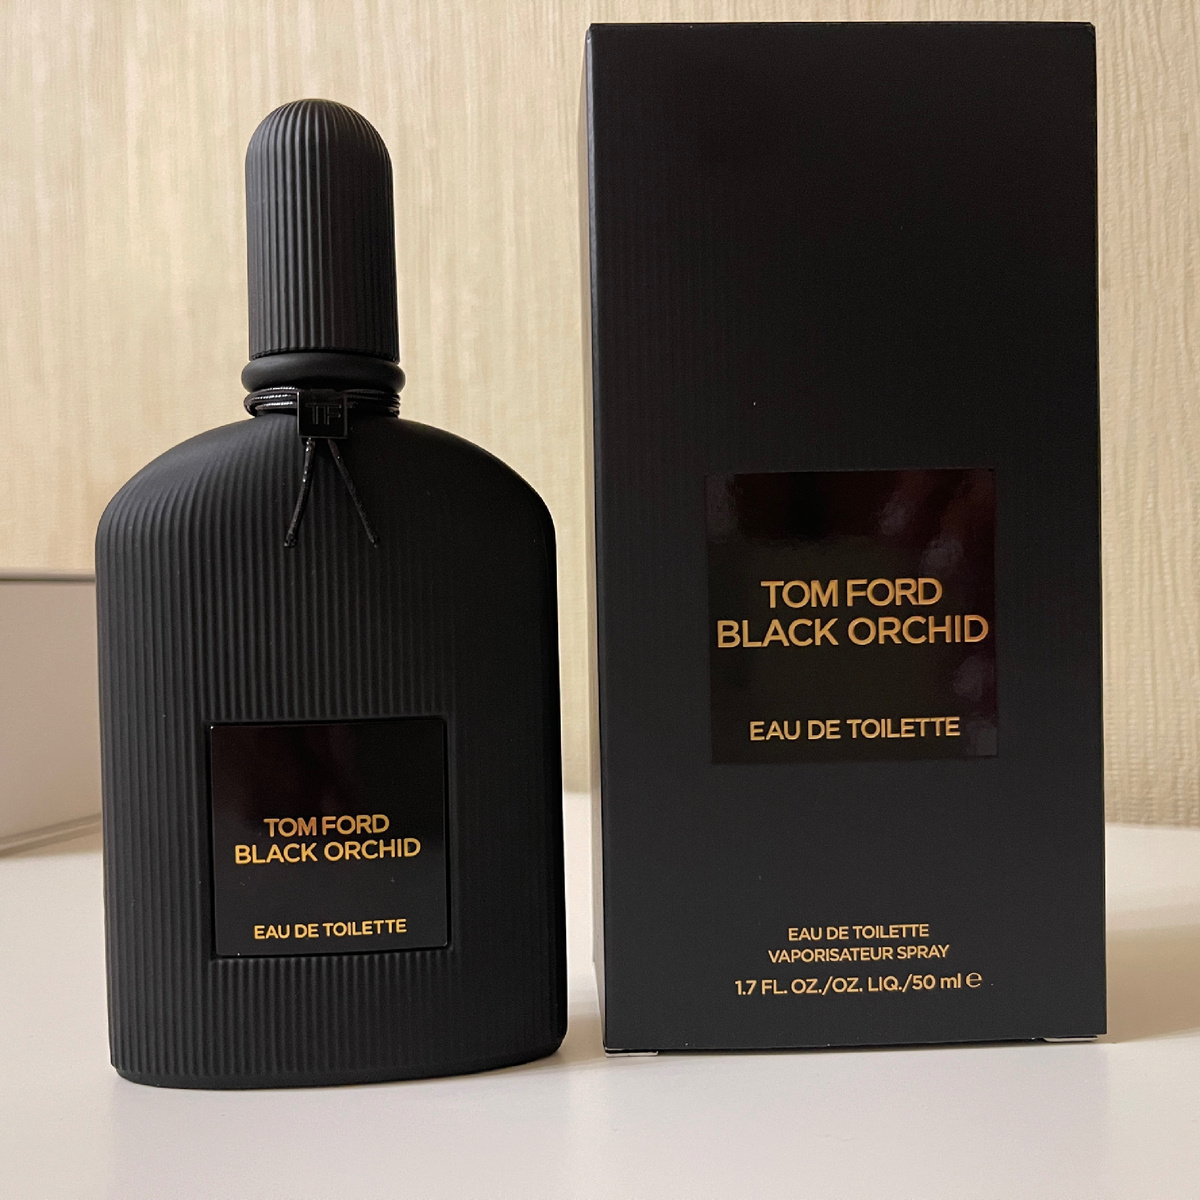 TF
TOM FORD
BLACK ORCHID
EAU DE TOILETTE
TOM FORD
BLACK ORCHID
EAU DE TOILETTE
EAU DE TOILETTE
VAPORISATEUR SPRAY
1.7 FL. OZ./OZ. LIQ./50 ml ℮